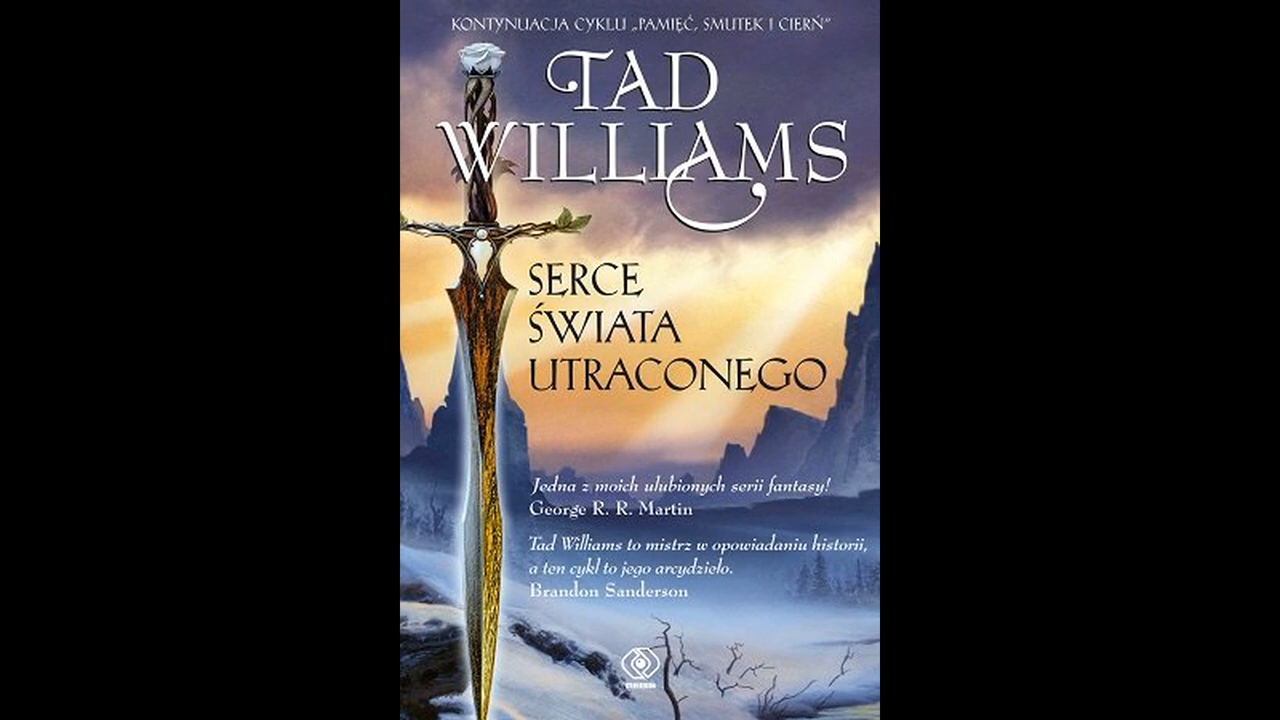 KONTYNUACJA CYKLU „PAMIĘĆ, SMUTEK I CIERŃ”
TAD
WILLIAMS
SERCE
ŚWIATA
UTRACONEGO
Jedna z moich ulubionych serii fantasy!
George R. R. Martin
Tad Williams to mistrz w opowiadaniu historii,
a ten cykl to jego arcydzieło.
Brandon Sanderson